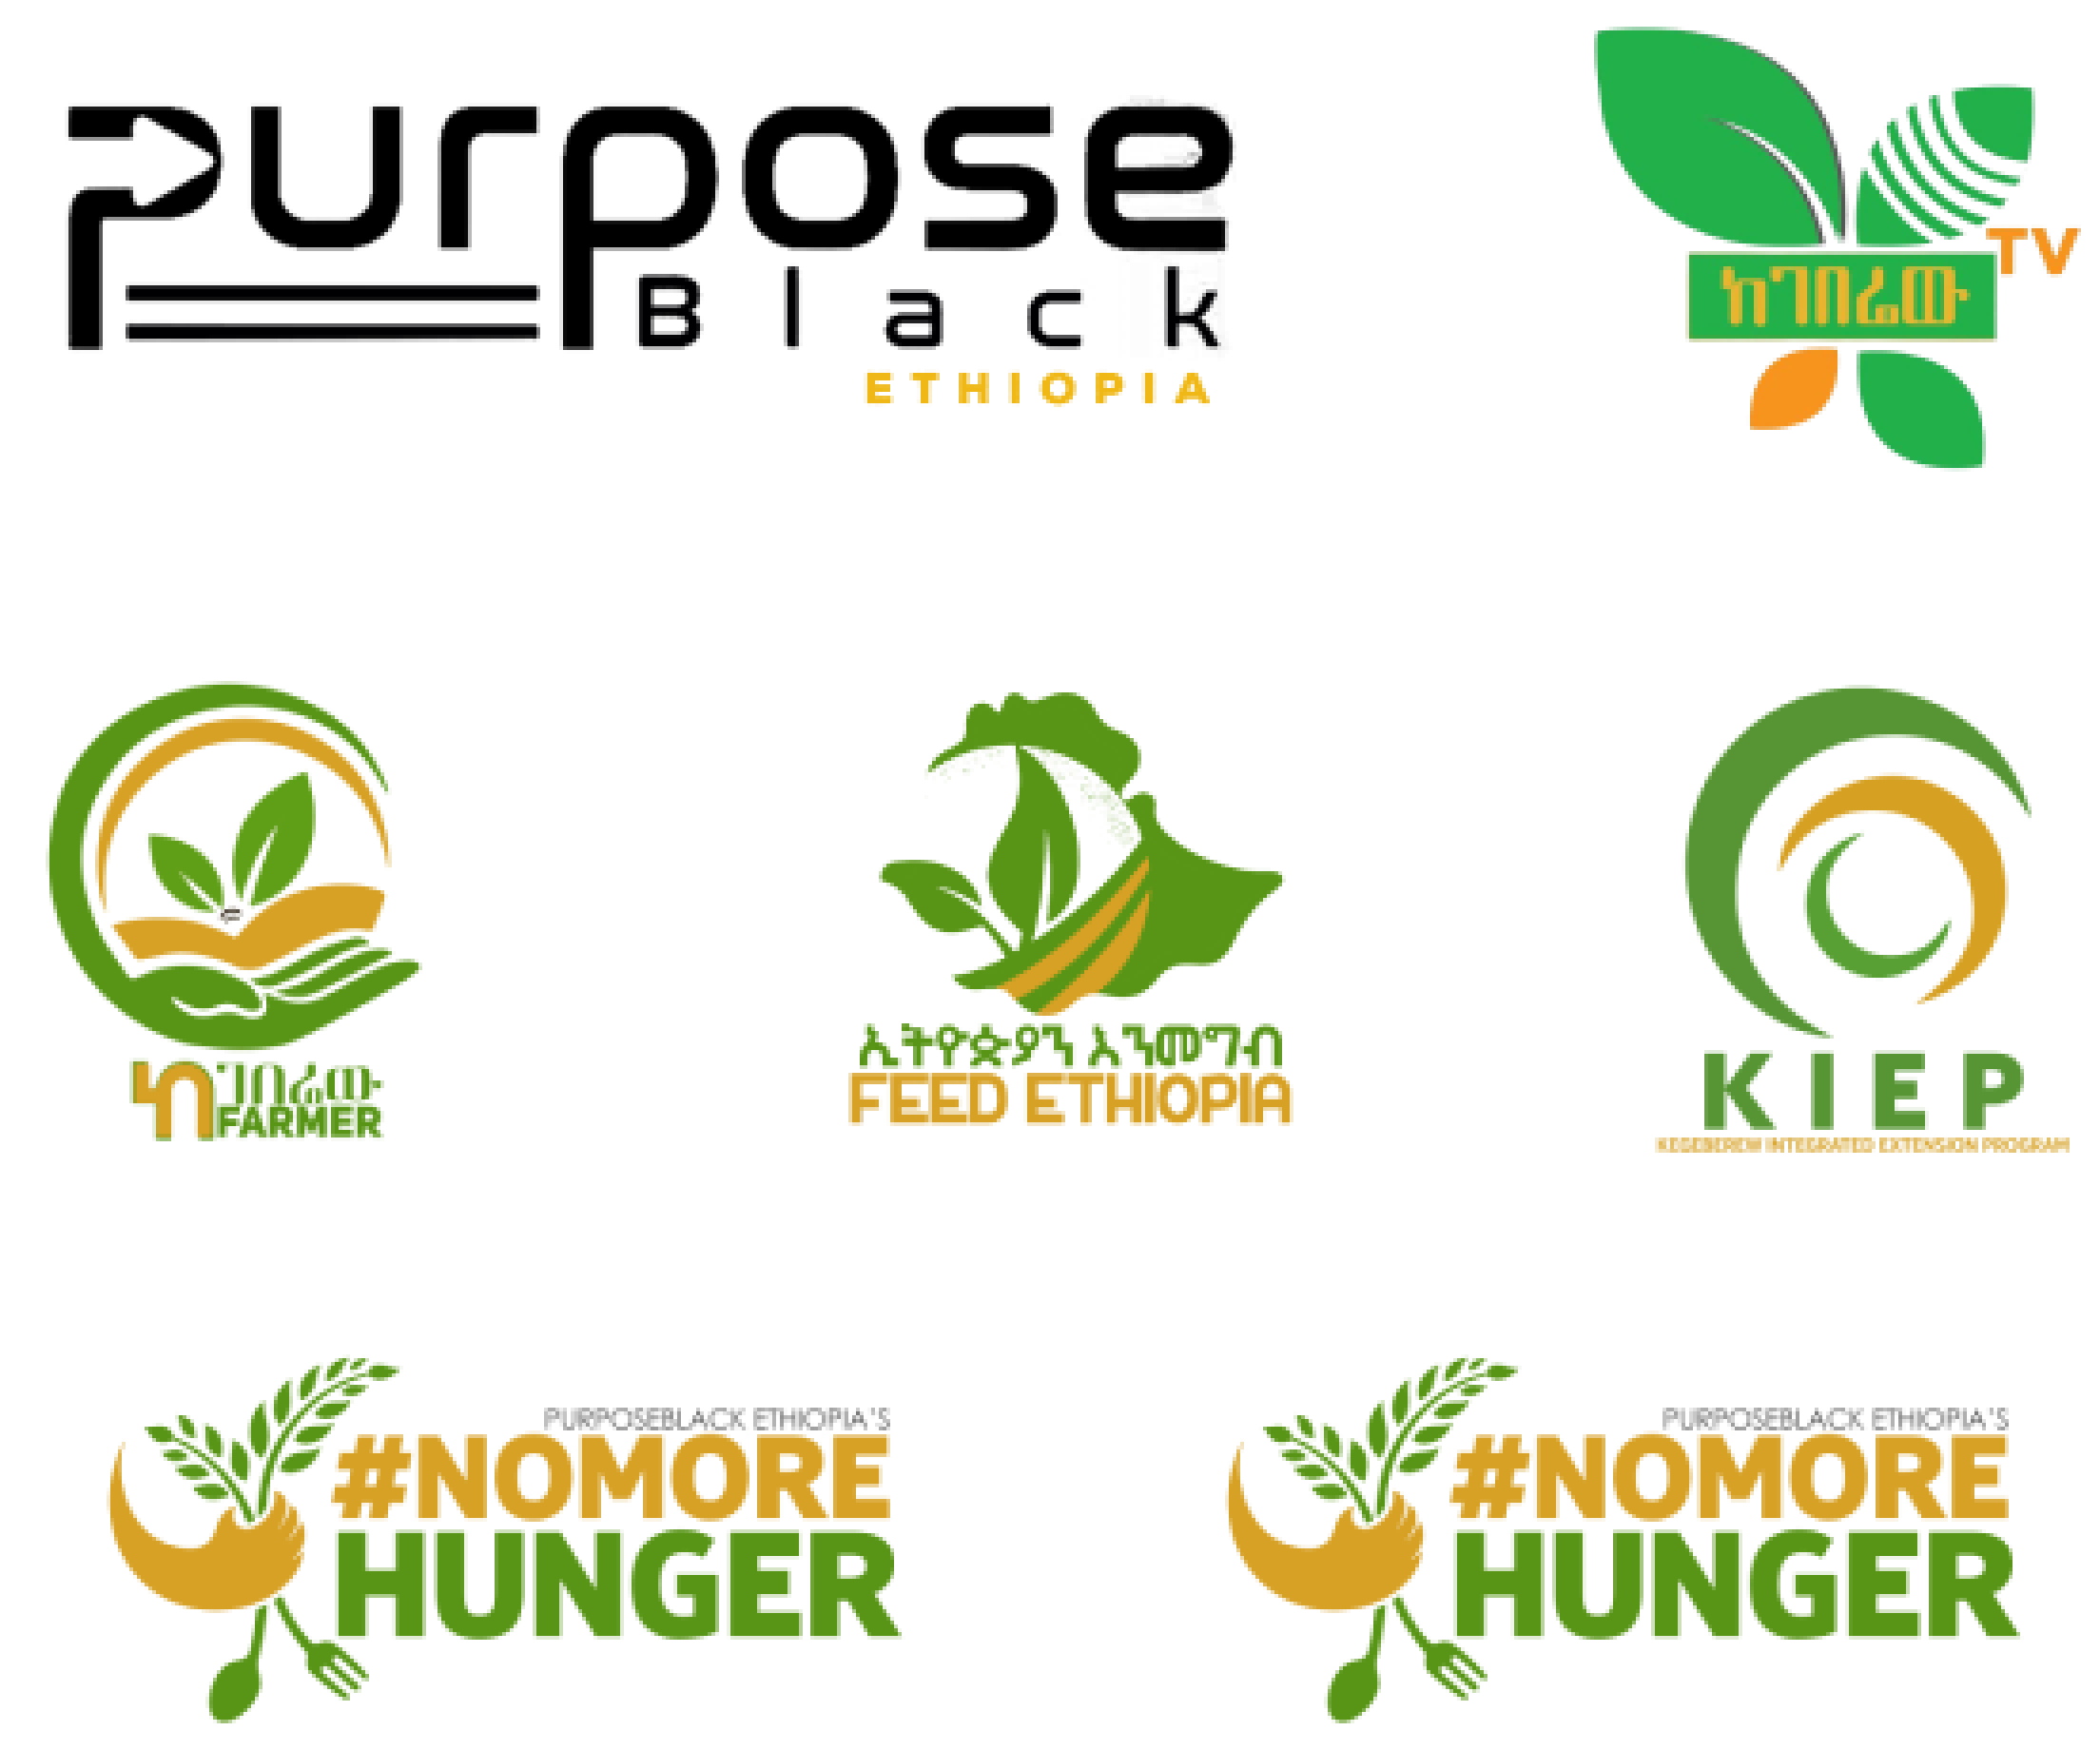 Purpose
Black
ETHIOPIA
TV
ከገበሬው
ከገበሬው
FARMER
ኢትዮጵያን እንመግብ
FEED ETHIOPIA
KIEP
KEGEBEREW INTEGRATED EXTENSION PROGRAM
PURPOSEBLACK ETHIOPIA'S
#NOMORE
HUNGER
PURPOSEBLACK ETHIOPIA'S
#NOMORE
HUNGER